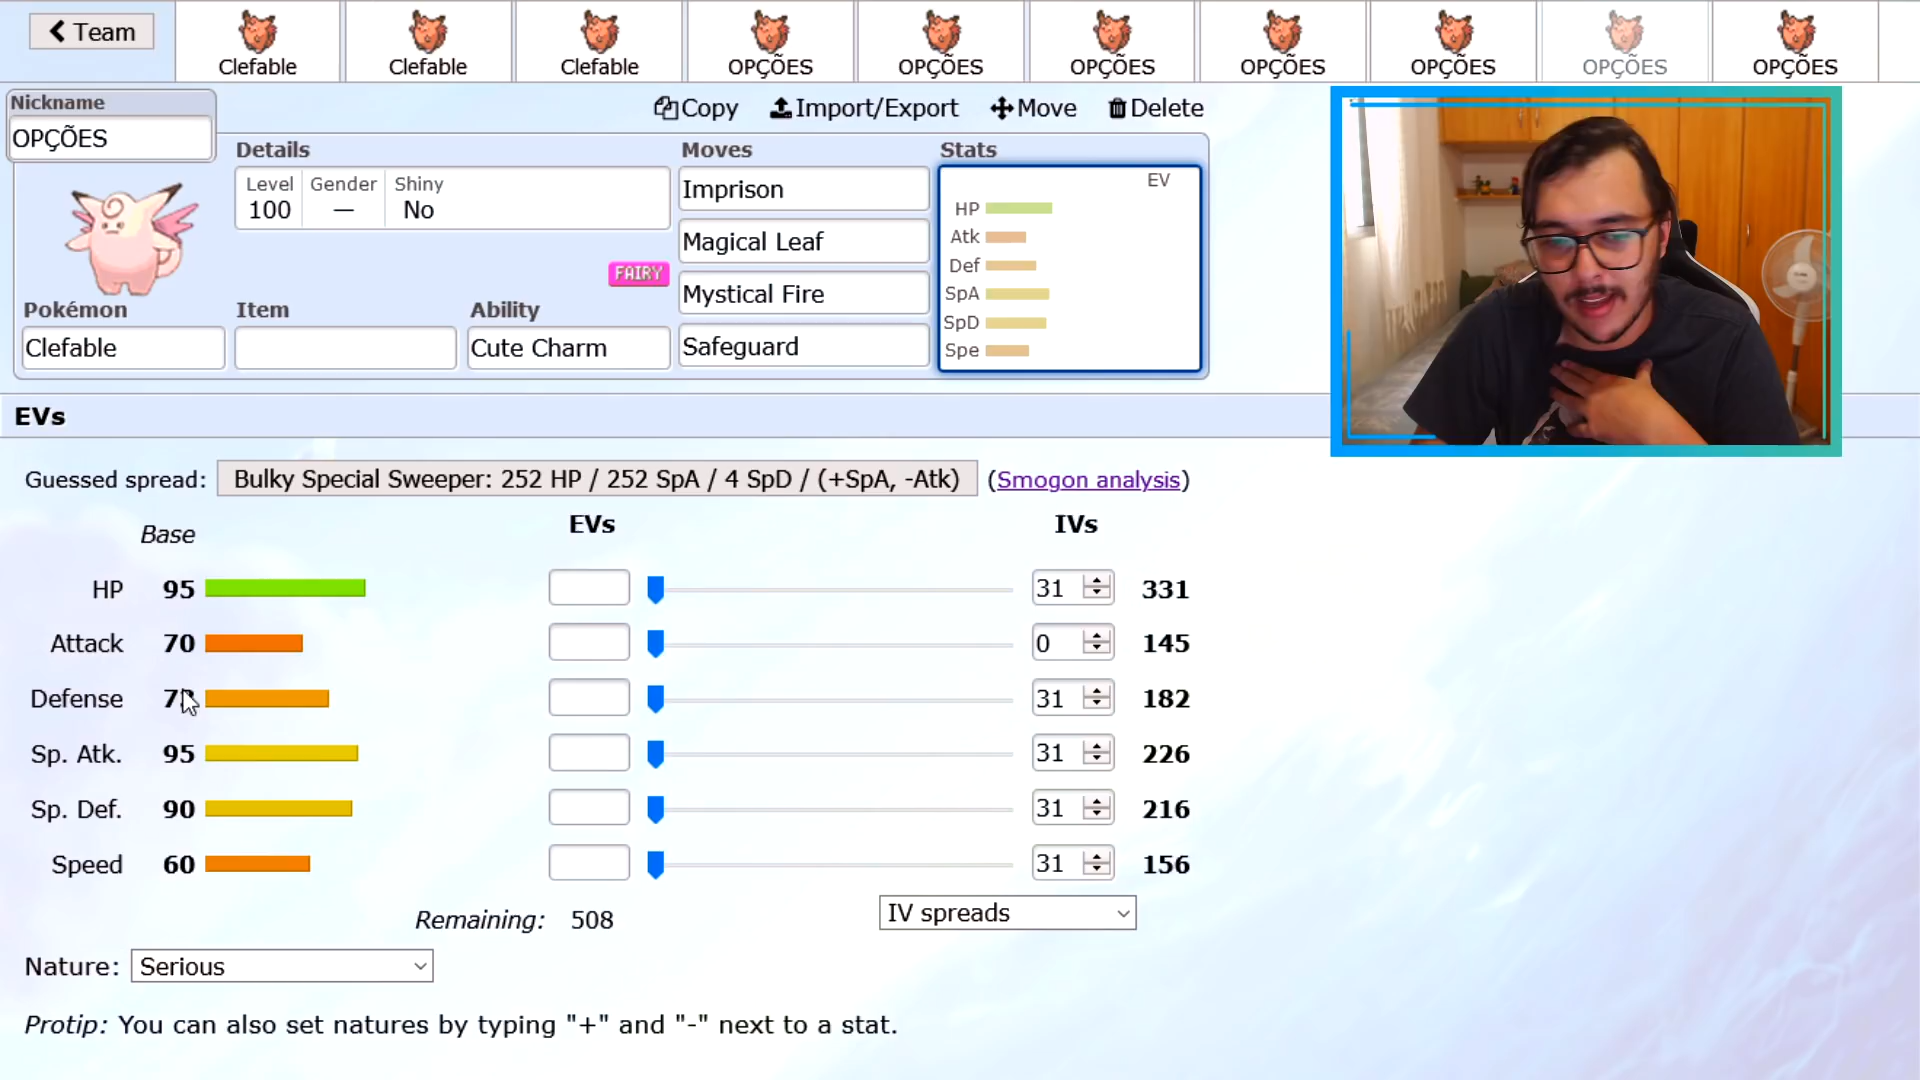 Team
Clefable
Clefable
Clefable
OPÇÕES
OPÇÕES
OPÇÕES
OPÇÕES
OPÇÕES
OPÇÕES
OPÇÕES
Nickname
OPÇÕES
Copy
Import/Export
Move
Delete
Details
Level
100
Gender
—
Shiny
No
FAIRY
Pokémon
Clefable
Item
Ability
Cute Charm
Moves
Imprison
Magical Leaf
Mystical Fire
Safeguard
Stats
EV
HP
Atk
Def
SpA
SpD
Spe
EVs
Guessed spread: Bulky Special Sweeper: 252 HP / 252 SpA / 4 SpD / (+SpA, -Atk) (Smogon analysis)
Base EVs IVs
HP 95 31 331
Attack 70 0 145
Defense 31 182
Sp. Atk. 95 31 226
Sp. Def. 90 31 216
Speed 60 31 156
Remaining: 508
IV spreads
Nature: Serious
Protip: You can also set natures by typing "+" and "-" next to a stat.